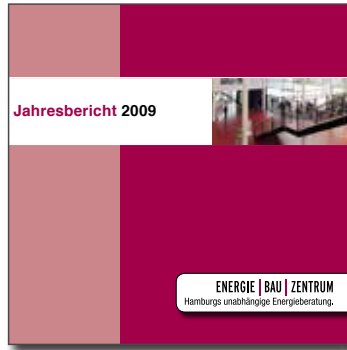 Jahresbericht 2009
ENERGIE | BAU | ZENTRUM
Hamburgs unabhängige Energieberatung.